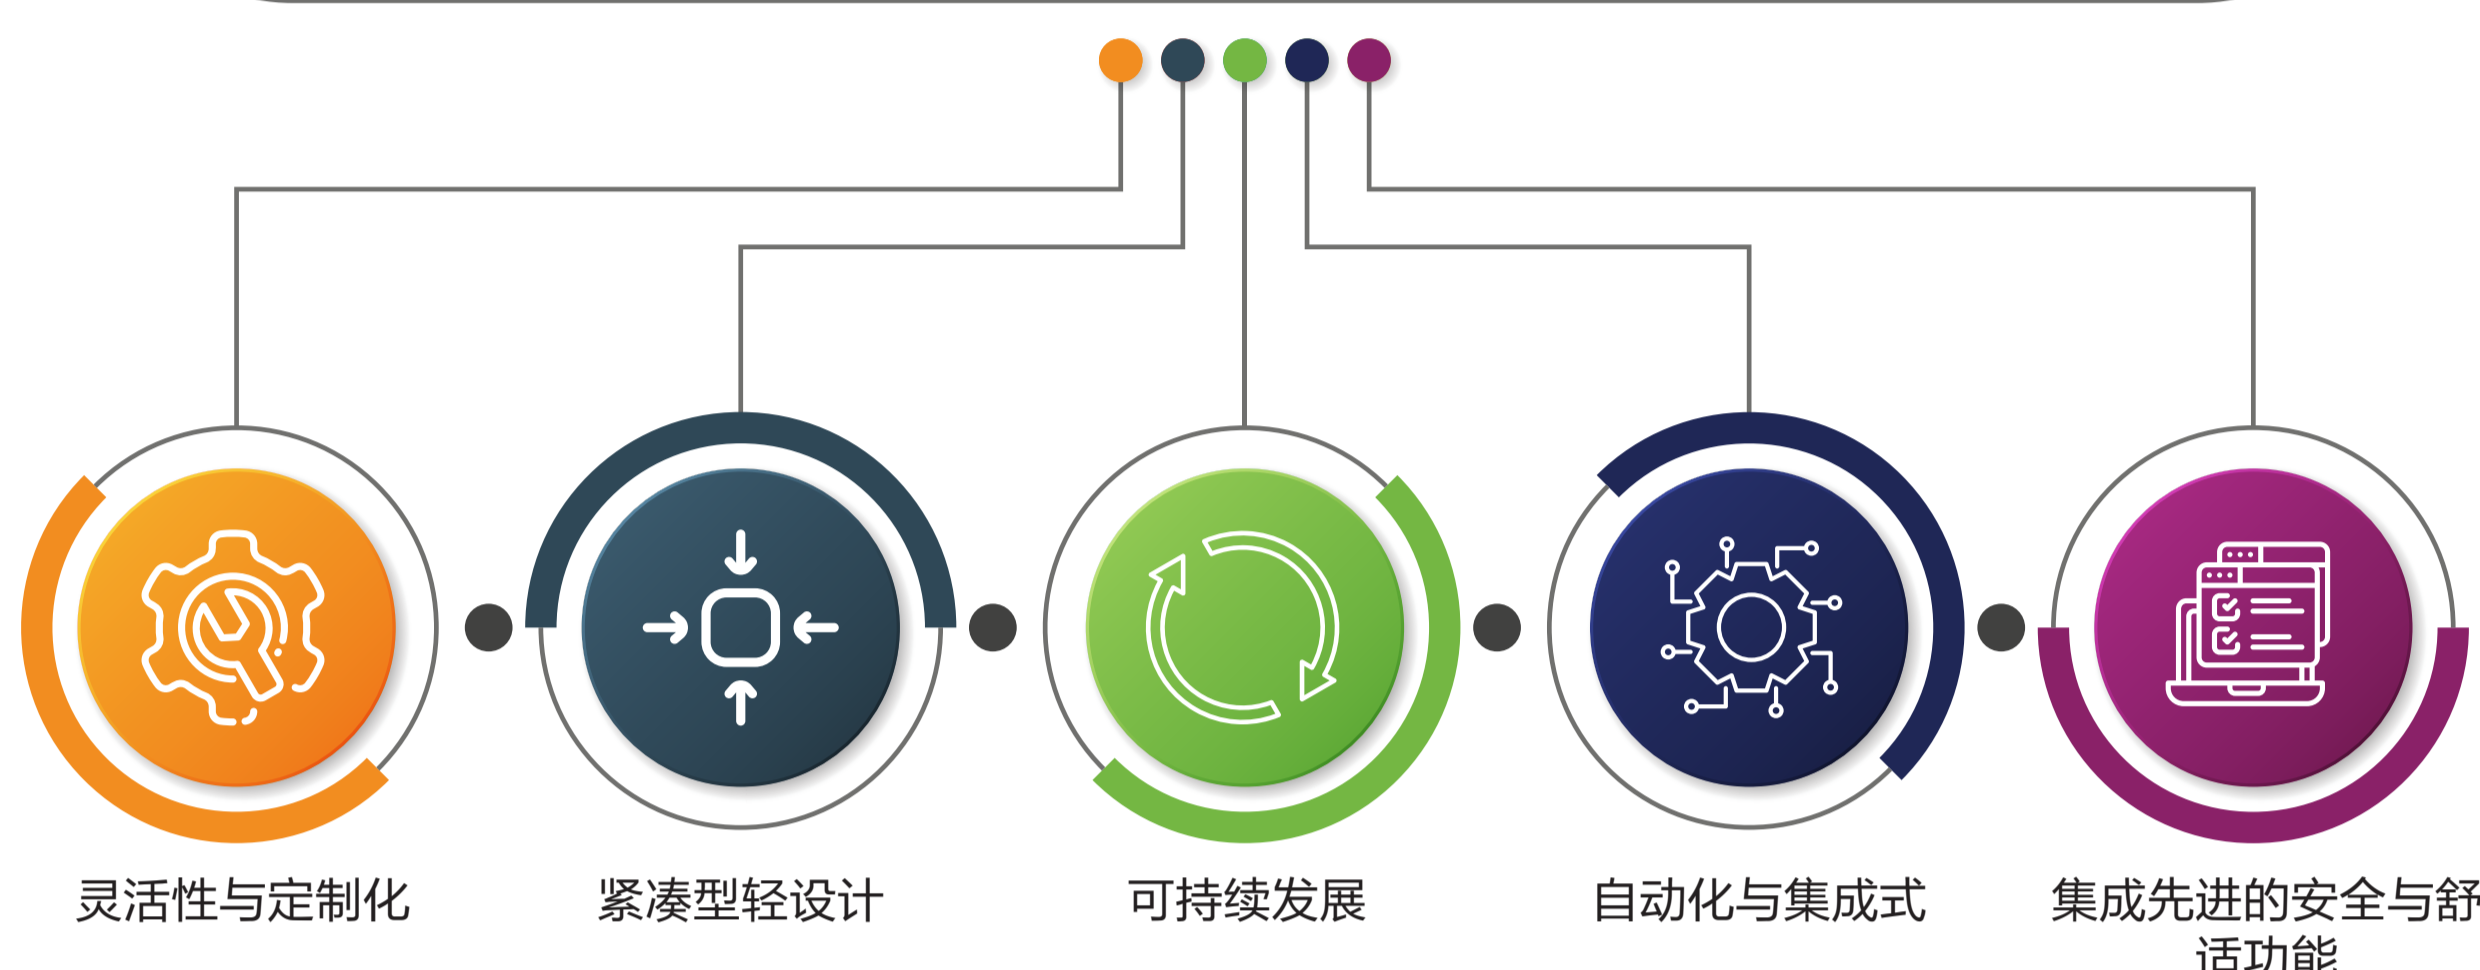 灵活性与定制化
紧凑型轻设计
可持续发展
自动化与集成式
集成先进的安全与舒
话功能